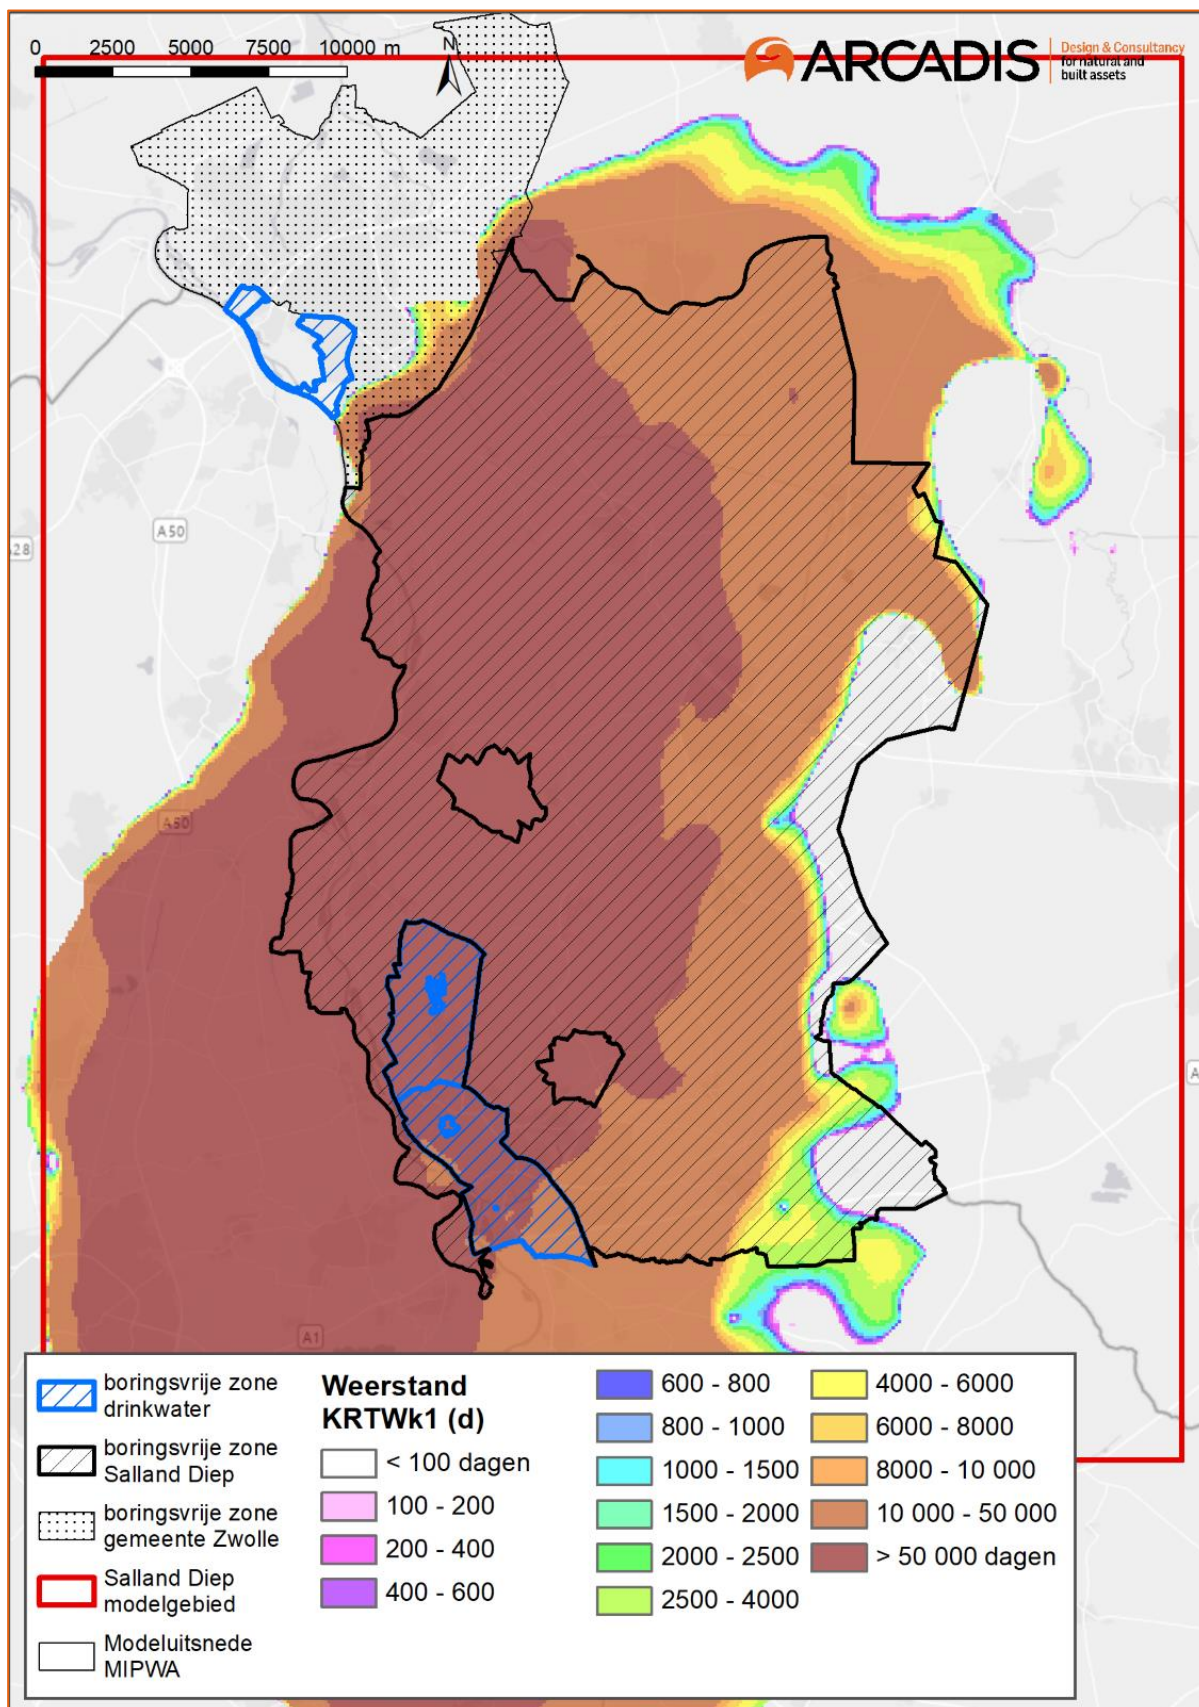 0 2500 5000 7500 10000 m
N
ARCADIS
Design & Consultancy
for natural and
built assets
A50
28
A50
A1
A
boringsvrije zone
drinkwater
boringsvrije zone
Salland Diep
boringsvrije zone
gemeente Zwolle
Salland Diep
modelgebied
Modeluitsnede
MIPWA
Weerstand
KRTWk1 (d)
< 100 dagen
100 - 200
200 - 400
400 - 600
600 - 800
800 - 1000
1000 - 1500
1500 - 2000
2000 - 2500
2500 - 4000
4000 - 6000
6000 - 8000
8000 - 10 000
10 000 - 50 000
> 50 000 dagen